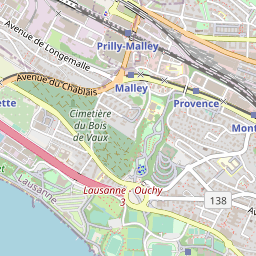 Prilly-Malley
Avenue de Longemalle
Avenue du Chablais
Malley
Provence
ette
Cimetière
du Bois
de Vaux
Mont
Lausanne
Lausanne - Ouchy
3
138